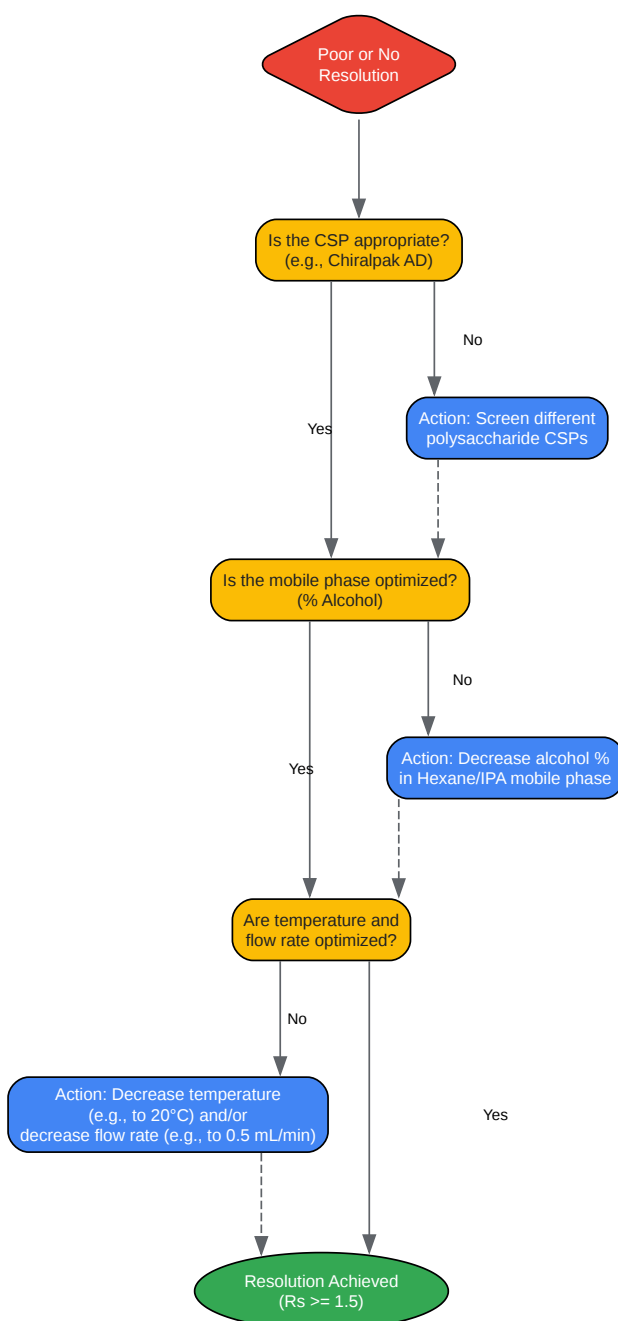 Poor or No
Resolution
Is the CSP appropriate?
(e.g., Chiralpak AD)
No
Action: Screen different
polysaccharide CSPs
Yes
Is the mobile phase optimized?
(% Alcohol)
No
Action: Decrease alcohol %
in Hexane/IPA mobile phase
Yes
Are temperature and
flow rate optimized?
No
Action: Decrease temperature
(e.g., to 20°C) and/or
decrease flow rate (e.g., to 0.5 mL/min)
Yes
Resolution Achieved
(Rs >= 1.5)